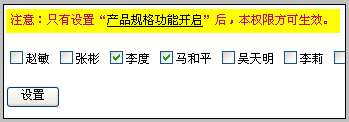 注意：只有设置“产品规格功能开启”后，本权限方可生效。
赵敏 张彬 李度 马和平 吴天明 李莉
设置